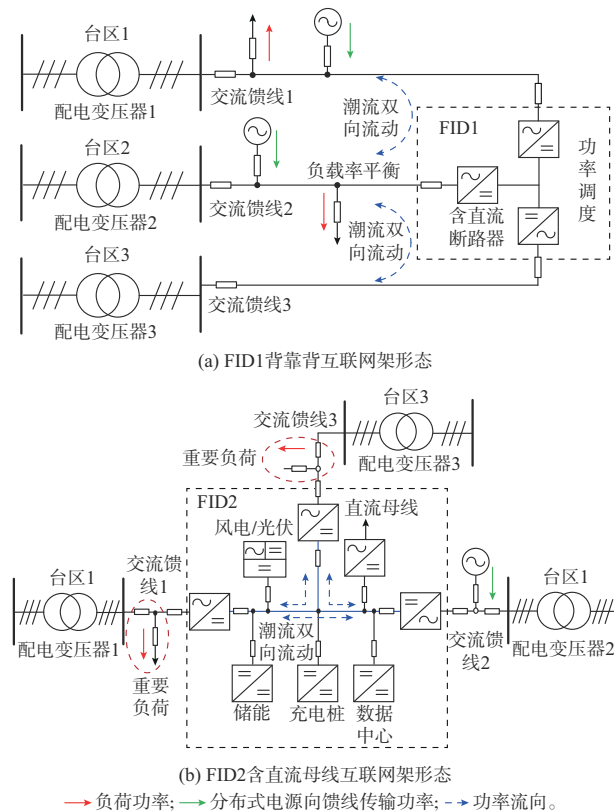 台区1
配电变压器1
交流馈线1
潮流双
向流动
FID1
功率调度
台区2
配电变压器2
交流馈线2
负载率平衡
含直流
断路器
潮流双
向流动
台区3
配电变压器3
交流馈线3
(a) FID1背靠背互联网架形态
台区3
交流馈线3
配电变压器3
重要负荷
FID2
风电/光伏
直流母线
台区1
配电变压器1
交流馈
线1
重要
负荷
潮流双
向流动
储能
充电桩
数据
中心
交流馈
线2
台区1
配电变压器2
(b) FID2含直流母线互联网架形态
负荷功率; 分布式电源向馈线传输功率; 功率流向。